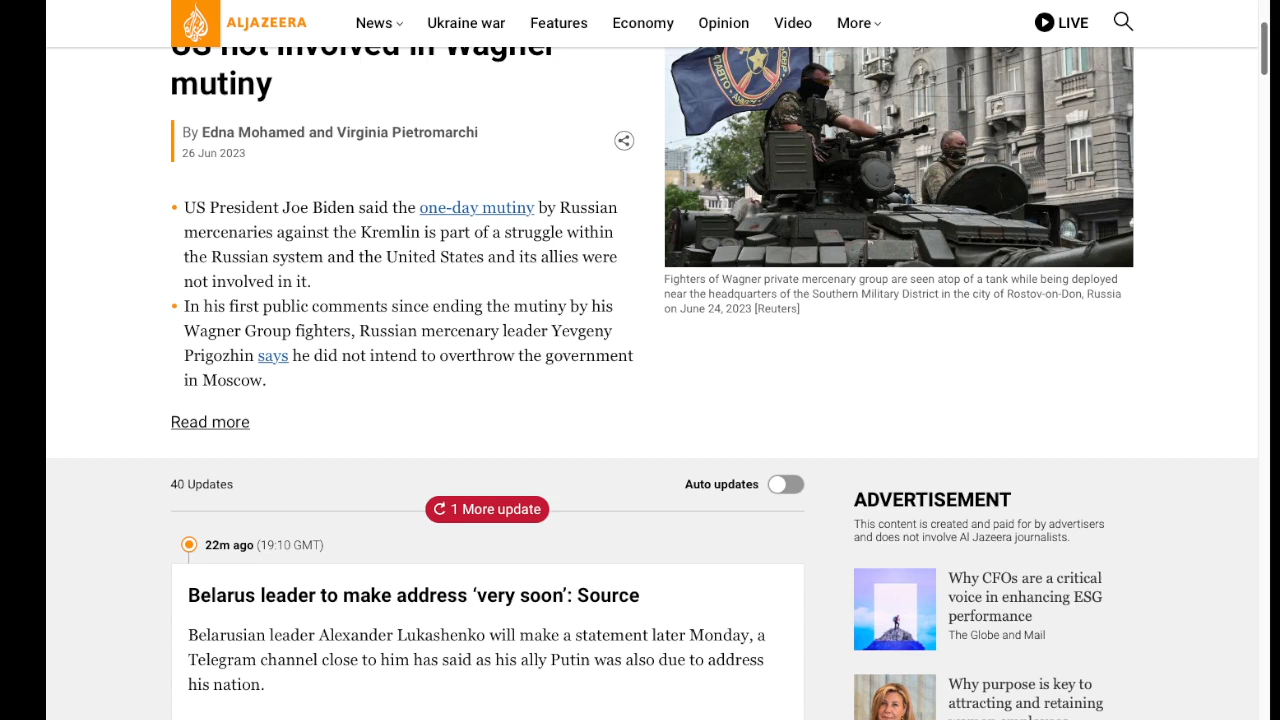 ALJAZEERA
News
Ukraine war
Features
Economy
Opinion
Video
More
LIVE
US not involved in Wagner
mutiny
By Edna Mohamed and Virginia Pietromarchi
26 Jun 2023
• US President Joe Biden said the one-day mutiny by Russian
mercenaries against the Kremlin is part of a struggle within
the Russian system and the United States and its allies were
not involved in it.
• In his first public comments since ending the mutiny by his
Wagner Group fighters, Russian mercenary leader Yevgeny
Prigozhin says he did not intend to overthrow the government
in Moscow.
Read more
Fighters of Wagner private mercenary group are seen atop of a tank while being deployed
near the headquarters of the Southern Military District in the city of Rostov-on-Don, Russia
on June 24, 2023 [Reuters]
40 Updates
Auto updates
1 More update
22m ago (19:10 GMT)
Belarus leader to make address ‘very soon’: Source
Belarusian leader Alexander Lukashenko will make a statement later Monday, a
Telegram channel close to him has said as his ally Putin was also due to address
his nation.
ADVERTISEMENT
This content is created and paid for by advertisers
and does not involve Al Jazeera journalists.
Why CFOs are a critical
voice in enhancing ESG
performance
The Globe and Mail
Why purpose is key to
attracting and retaining
women employees